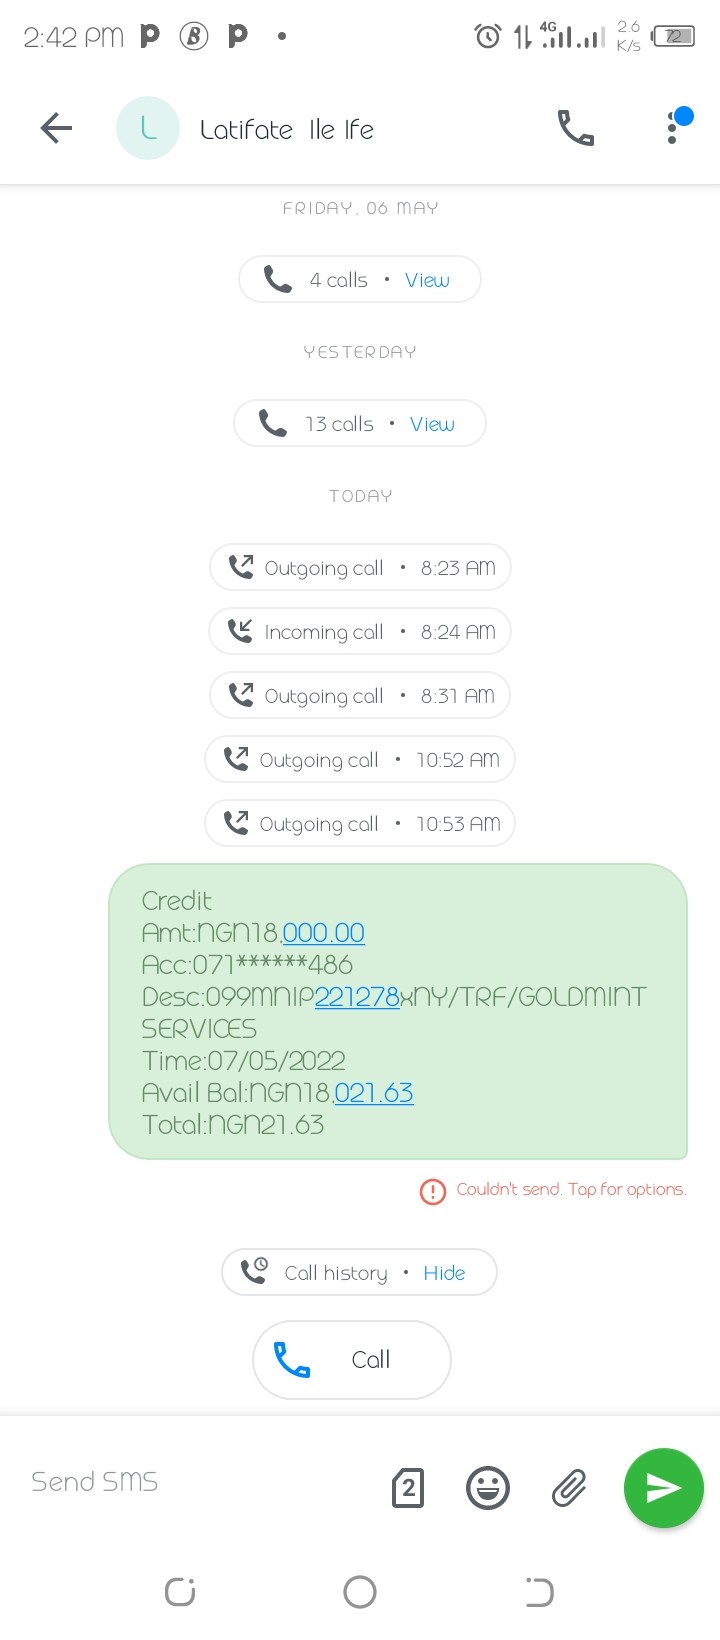 2:42 PM P B P • 4G 2.6 K/s 72
L Latifate Ile Ife
FRIDAY, 06 MAY
4 calls • View
YESTERDAY
13 calls • View
TODAY
Outgoing call • 8:23 AM
Incoming call • 8:24 AM
Outgoing call • 8:31 AM
Outgoing call • 10:52 AM
Outgoing call • 10:53 AM
Credit
Amt:NGN18,000.00
Acc:071******486
Desc:099MNIP221278xNY/TRF/GOLDMINT
SERVICES
Time:07/05/2022
Avail Bal:NGN18,021.63
Total:NGN21.63
Couldn't send. Tap for options.
Call history • Hide
Call
Send SMS 2